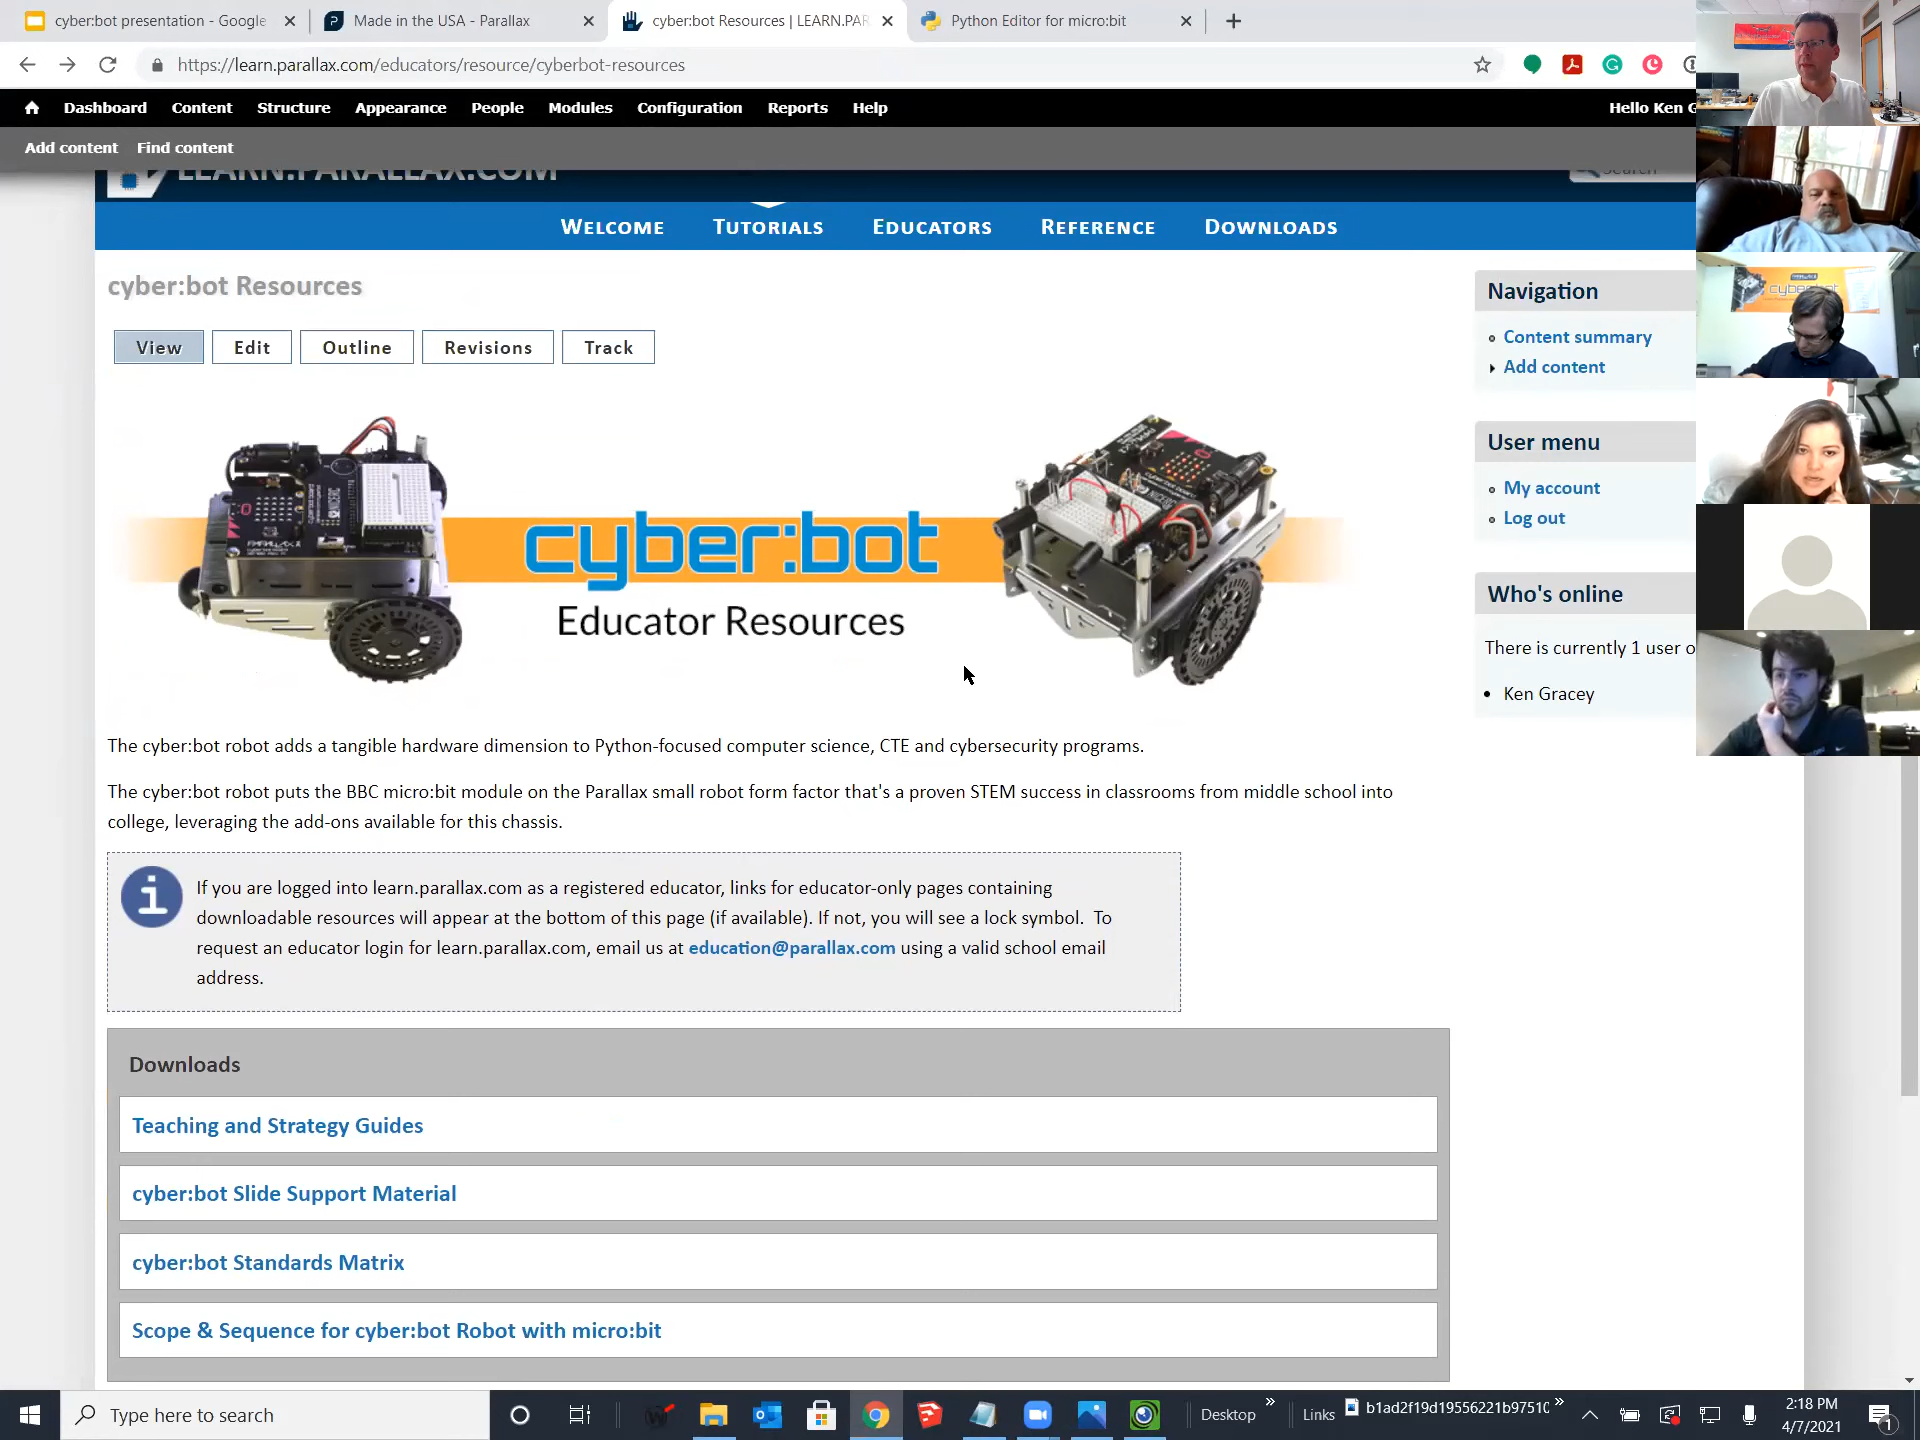 cyber:bot presentation - Google
Made in the USA - Parallax
cyber:bot Resources | LEARN.PAR
Python Editor for micro:bit
https://learn.parallax.com/educators/resource/cyberbot-resources
Dashboard Content Structure Appearance People Modules Configuration Reports Help
Hello Ken G
Add content Find content
LEARN.PARALLAX.COM
Search
WELCOME TUTORIALS EDUCATORS REFERENCE DOWNLOADS
cyber:bot Resources
View Edit Outline Revisions Track
cyber:bot
Educator Resources
The cyber:bot robot adds a tangible hardware dimension to Python-focused computer science, CTE and cybersecurity programs.
The cyber:bot robot puts the BBC micro:bit module on the Parallax small robot form factor that's a proven STEM success in classrooms from middle school into
college, leveraging the add-ons available for this chassis.
If you are logged into learn.parallax.com as a registered educator, links for educator-only pages containing
downloadable resources will appear at the bottom of this page (if available). If not, you will see a lock symbol. To
request an educator login for learn.parallax.com, email us at education@parallax.com using a valid school email
address.
Downloads
Teaching and Strategy Guides
cyber:bot Slide Support Material
cyber:bot Standards Matrix
Scope & Sequence for cyber:bot Robot with micro:bit
Navigation
Content summary
Add content
User menu
My account
Log out
Who's online
There is currently 1 user o
Ken Gracey
cyber:bot
Type here to search
Desktop
Links
b1ad2f19d19556221b9751
2:18 PM
4/7/2021
1